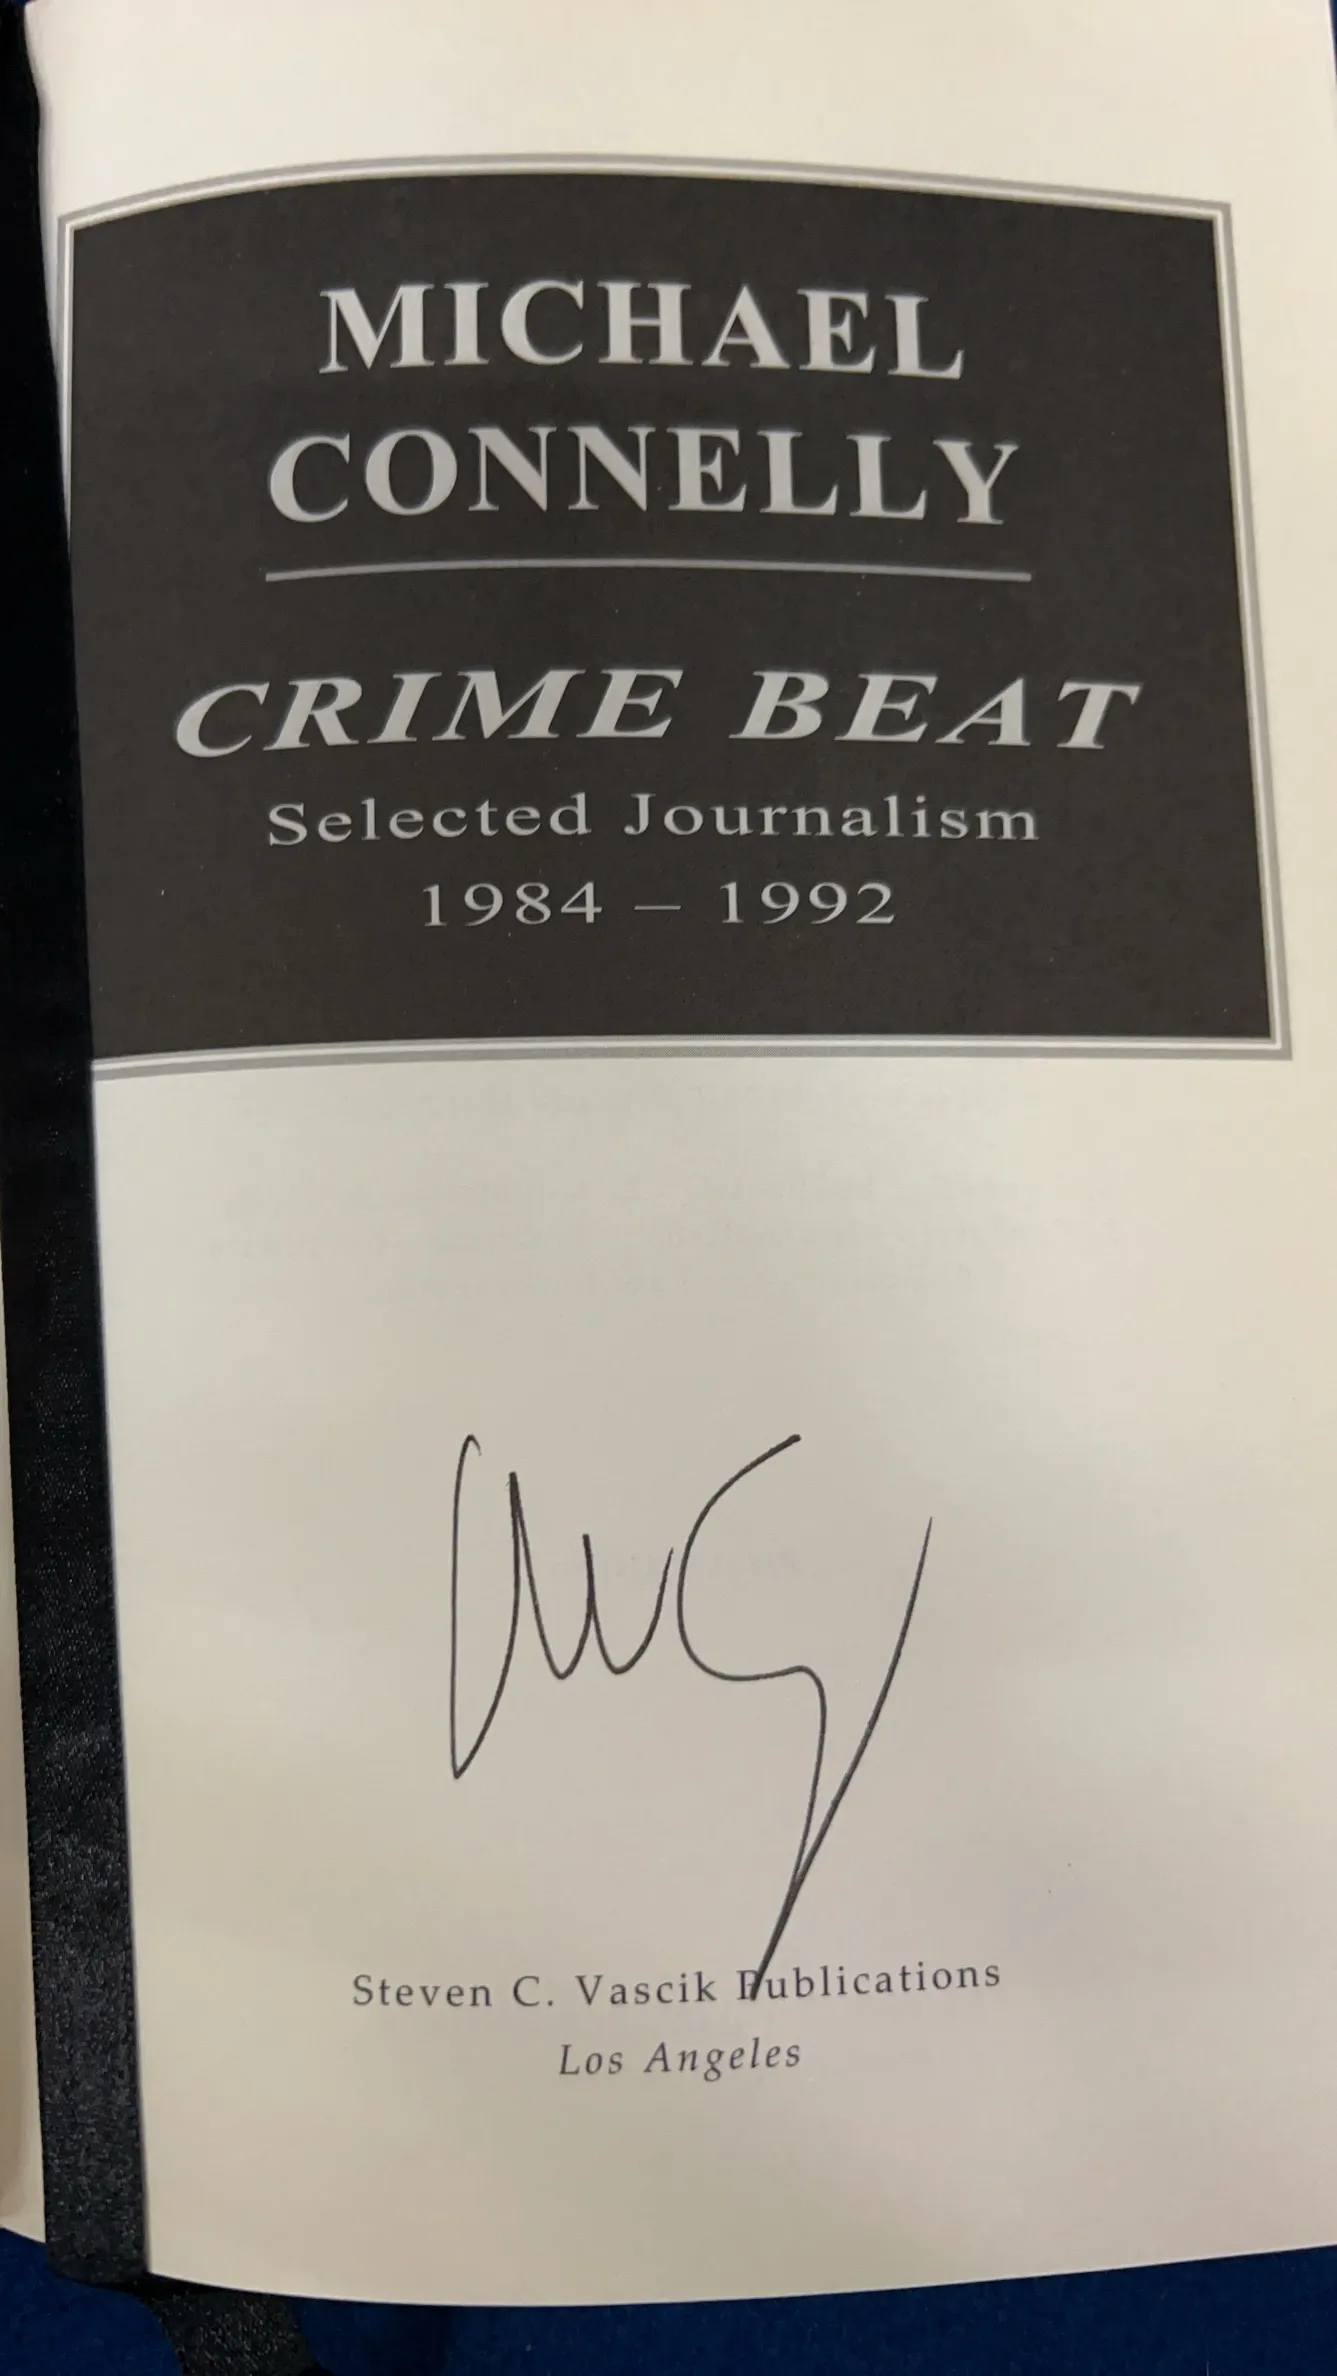 MICHAEL
CONNELLY
CRIME BEAT
Selected Journalism
1984 – 1992
Steven C. Vascik Publications
Los Angeles